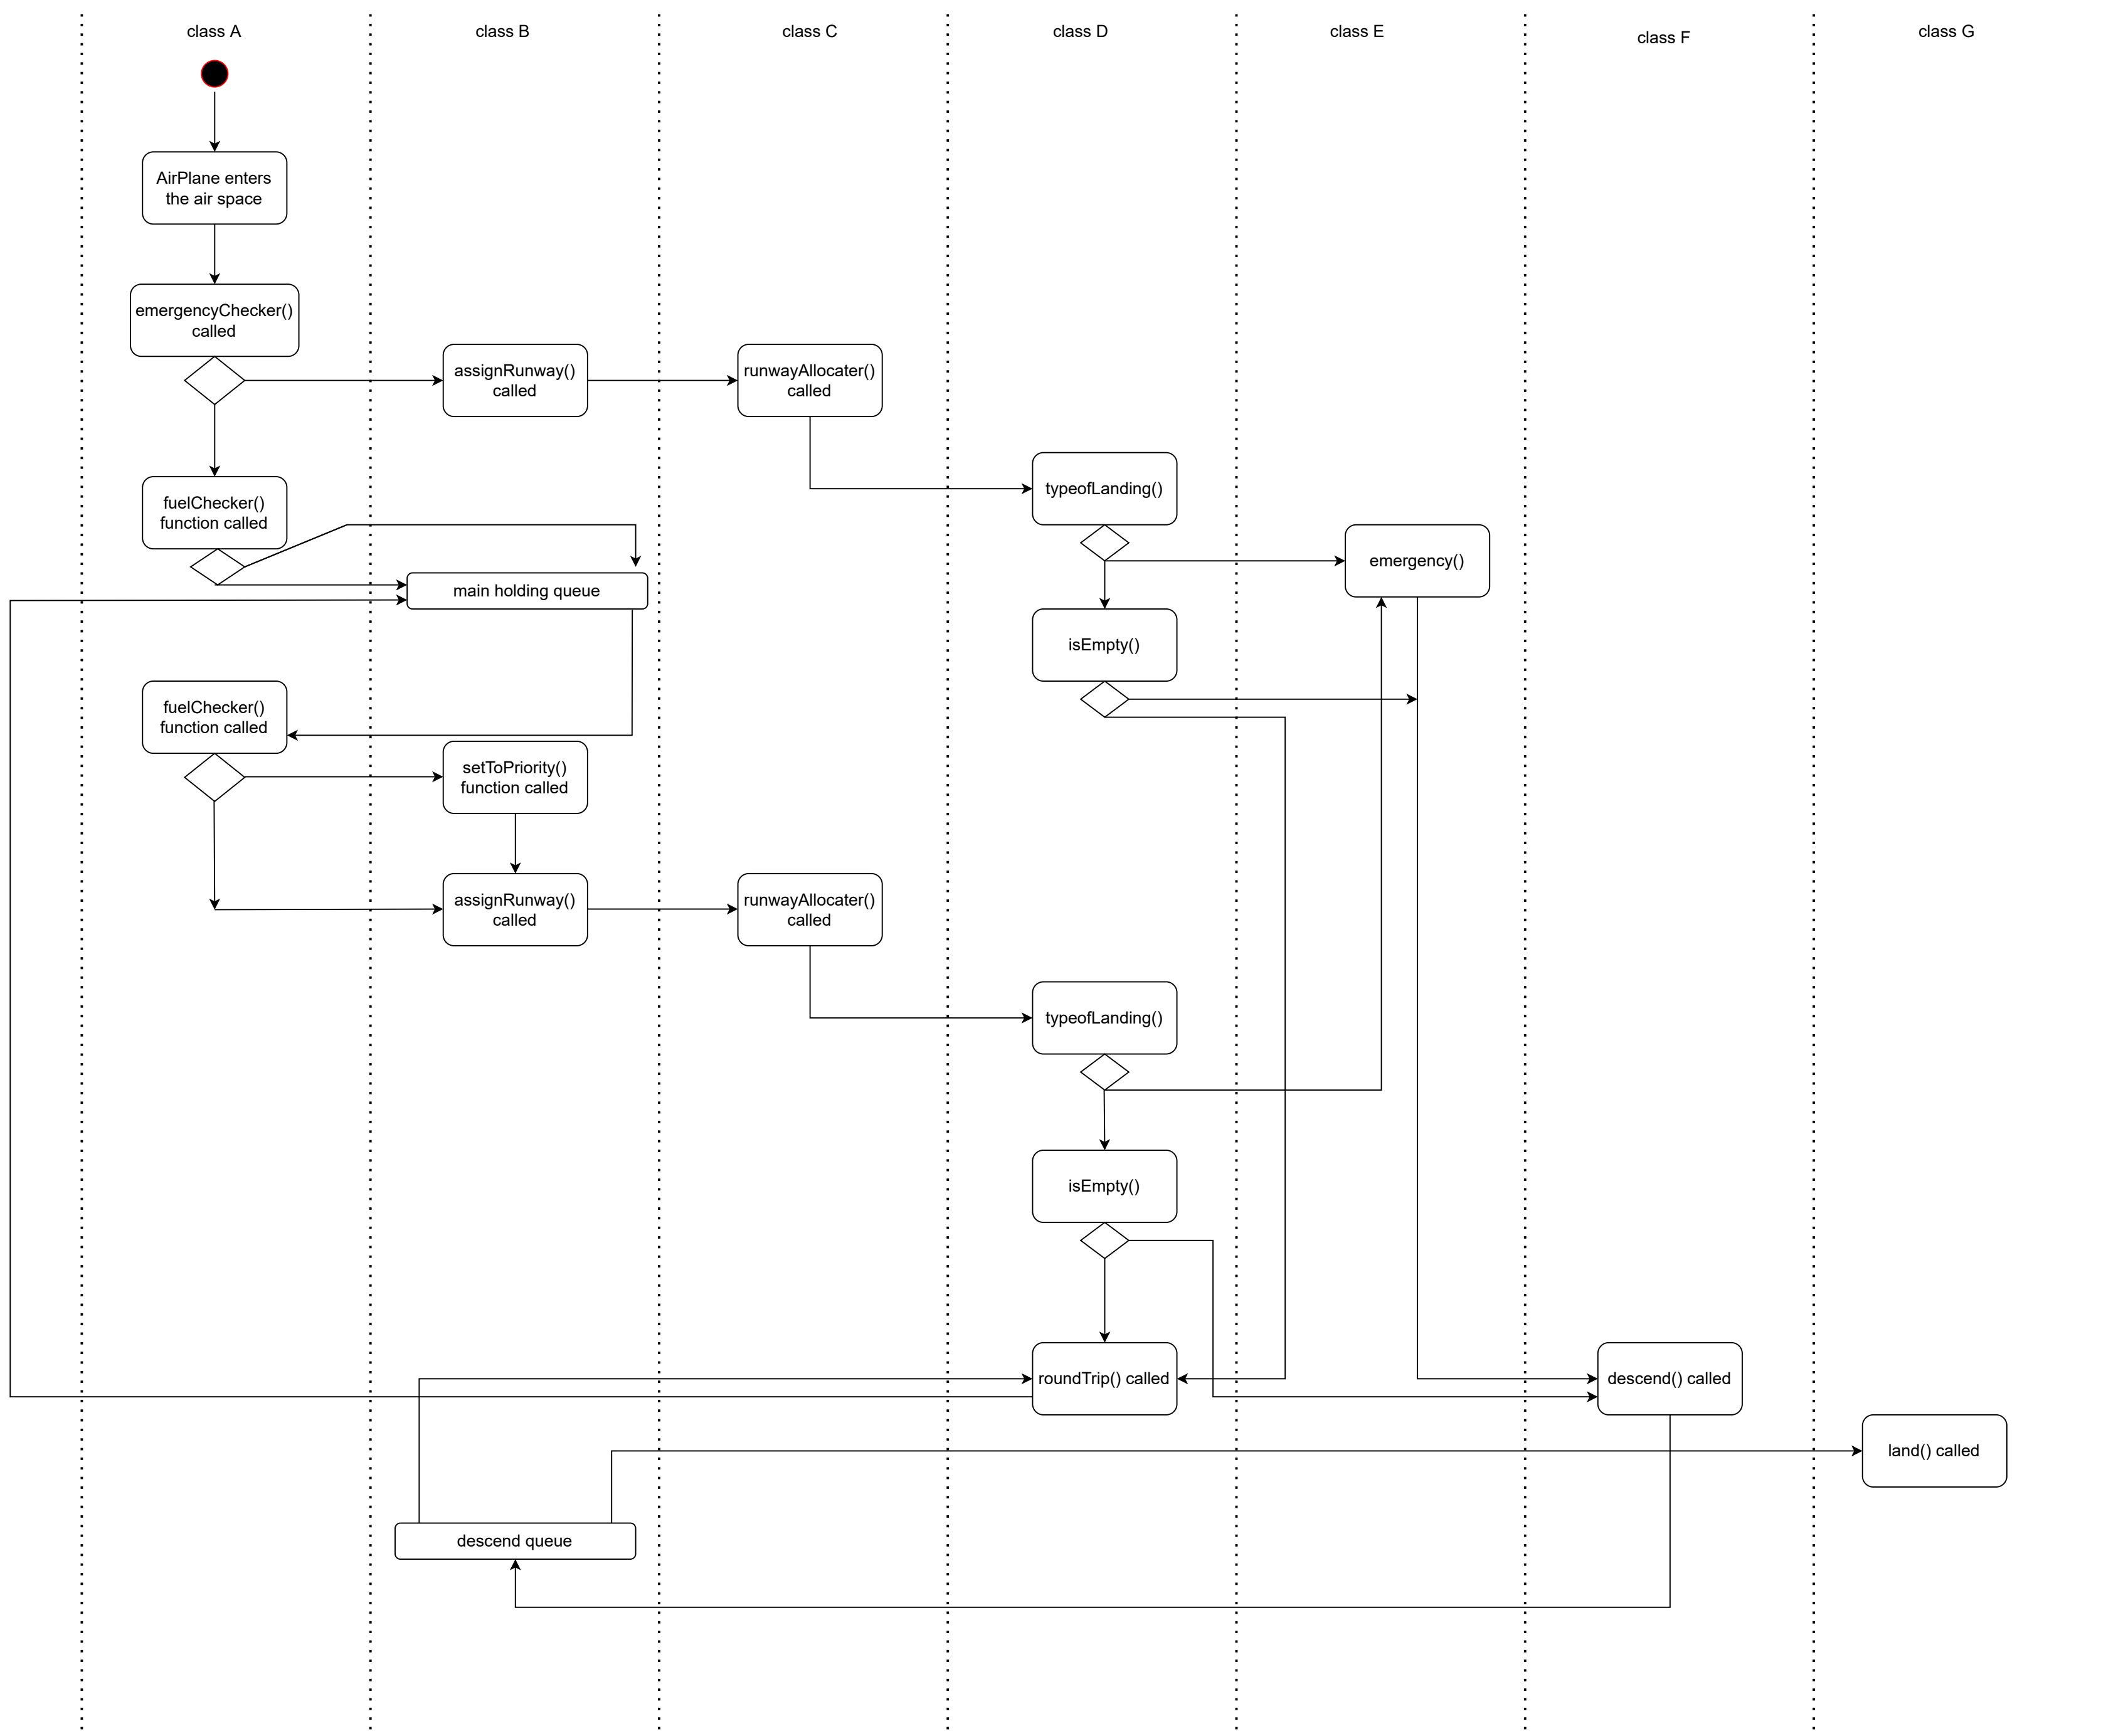 class A
class B
class C
class D
class E
class F
class G
AirPlane enters
the air space
emergencyChecker()
called
assignRunway()
called
runwayAllocater()
called
typeofLanding()
fuelChecker()
function called
emergency()
main holding queue
isEmpty()
fuelChecker()
function called
setToPriority()
function called
assignRunway()
called
runwayAllocater()
called
typeofLanding()
isEmpty()
roundTrip() called
descend() called
land() called
descend queue